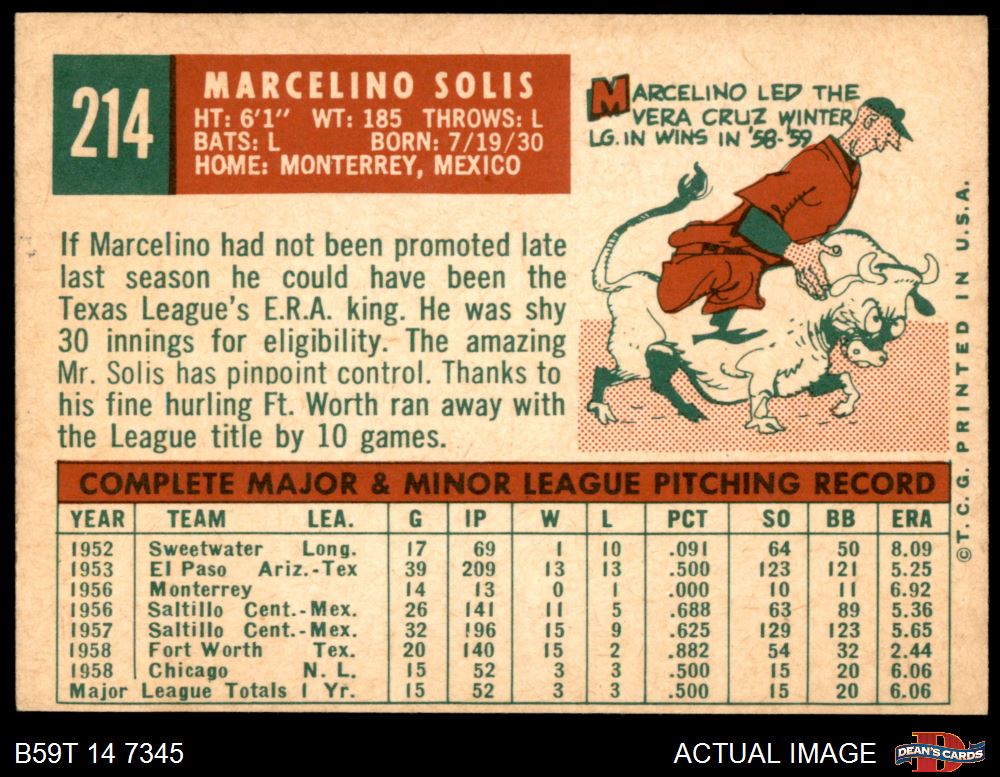 214
MARCELINO SOLIS
HT: 6'1" WT: 185 THROWS: L
BATS: L BORN: 7/19/30
HOME: MONTERREY, MEXICO
MARCELINO LED THE
VERA CRUZ WINTER
LG. IN WINS IN '58-'59
If Marcelino had not been promoted late
last season he could have been the
Texas League's E.R.A. king. He was shy
30 innings for eligibility. The amazing
Mr. Solis has pinpoint control. Thanks to
his fine hurling Ft. Worth ran away with
the League title by 10 games.
COMPLETE MAJOR & MINOR LEAGUE PITCHING RECORD
YEAR TEAM LEA. G IP W L PCT SO BB ERA
1952 Sweetwater Long. 17 69 1 10 .091 64 50 8.09
1953 El Paso Ariz.-Tex 39 209 13 13 .500 123 121 5.25
1956 Monterrey 14 13 0 1 .000 10 11 6.92
1956 Saltillo Cent.-Mex. 26 141 11 5 .688 63 89 5.36
1957 Saltillo Cent.-Mex. 32 196 15 9 .625 129 123 5.65
1958 Fort Worth Tex. 20 140 15 2 .882 54 32 2.44
1958 Chicago N. L. 15 52 3 3 .500 15 20 6.06
Major League Totals 1 Yr. 15 52 3 3 .500 15 20 6.06
© T. C. G. PRINTED IN U.S.A.
B59T 14 7345
ACTUAL IMAGE
DEAN'S CARDS